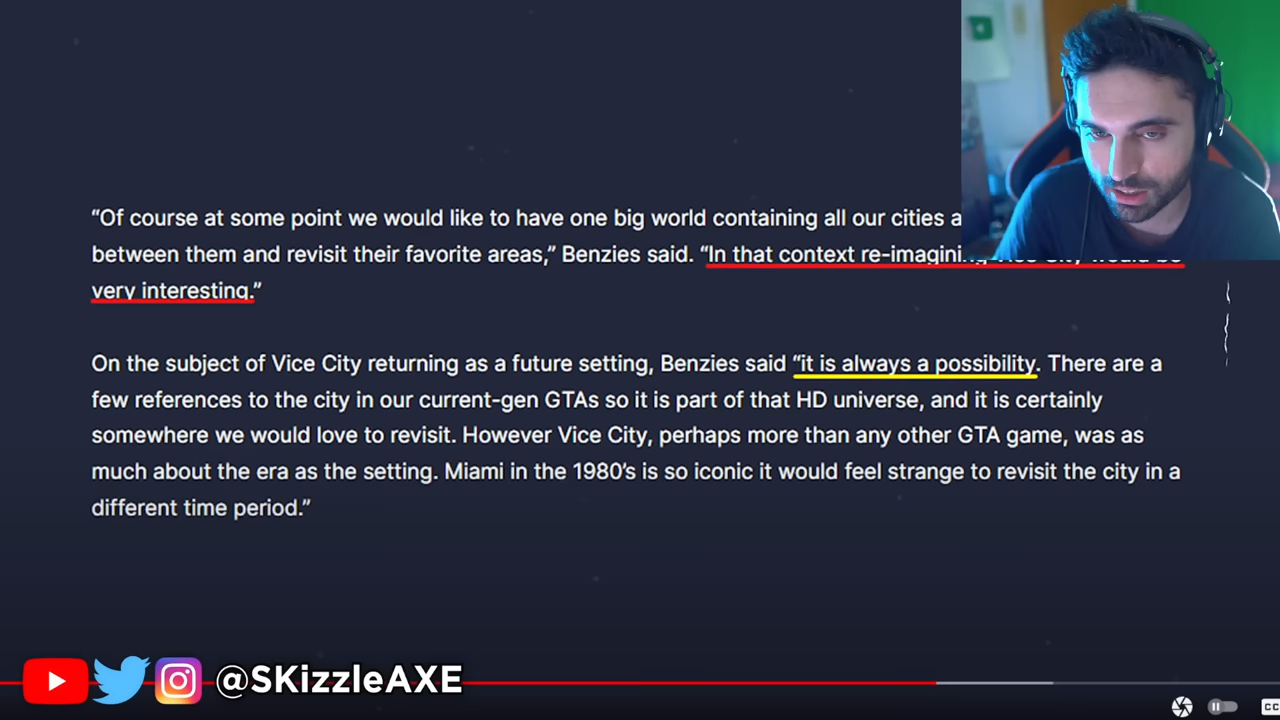 “Of course at some point we would like to have one big world containing all our cities a
between them and revisit their favorite areas,” Benzies said. “In that context re-imagining Vice City would be
very interesting.”
On the subject of Vice City returning as a future setting, Benzies said “it is always a possibility. There are a
few references to the city in our current-gen GTAs so it is part of that HD universe, and it is certainly
somewhere we would love to revisit. However Vice City, perhaps more than any other GTA game, was as
much about the era as the setting. Miami in the 1980’s is so iconic it would feel strange to revisit the city in a
different time period.”
@SKizzleAXE
CC